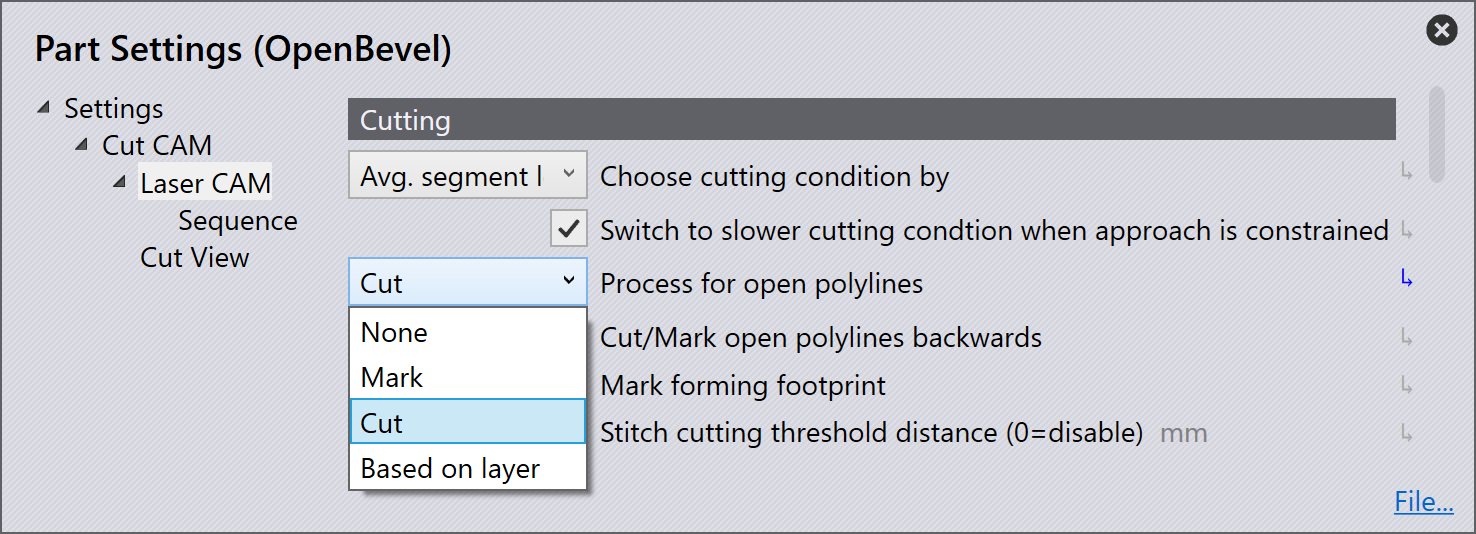 Part Settings (OpenBevel)
Settings
Cut CAM
Laser CAM
Sequence
Cut View
Cutting
Avg. segment l Choose cutting condition by
Switch to slower cutting condtion when approach is constrained
Cut Process for open polylines
None
Mark
Cut
Based on layer
Cut/Mark open polylines backwards
Mark forming footprint
Stitch cutting threshold distance (0=disable) mm
File...